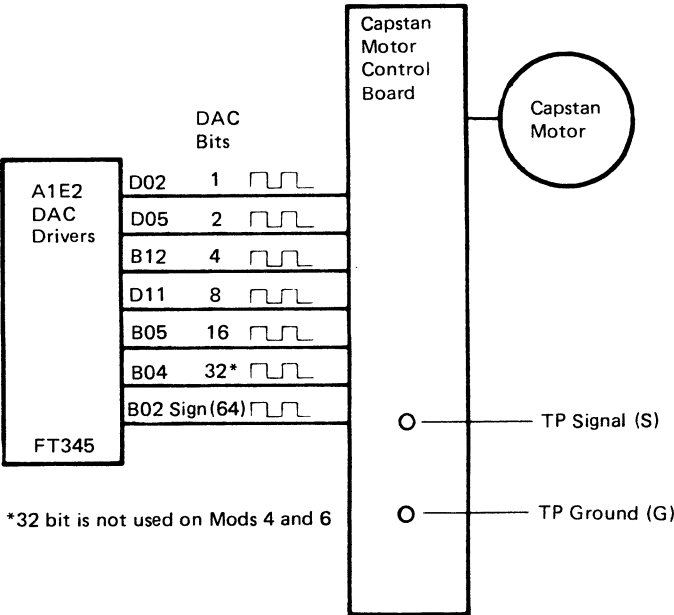 Capstan
Motor
Control
Board
Capstan
Motor
DAC
Bits
A1E2
DAC
Drivers
D02 1
D05 2
B12 4
D11 8
B05 16
B04 32*
B02 Sign (64)
FT345
TP Signal (S)
TP Ground (G)
*32 bit is not used on Mods 4 and 6